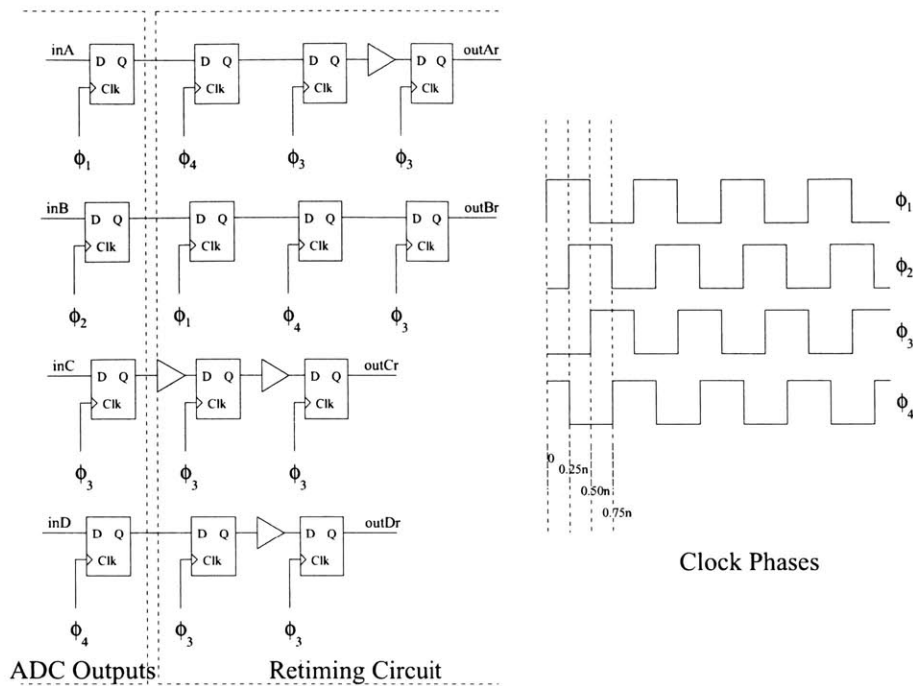 inA
D Q
Clk
D Q
Clk
D Q
Clk
D Q
Clk
outAr
ϕ1
ϕ4
ϕ3
ϕ3
inB
D Q
Clk
D Q
Clk
D Q
Clk
D Q
Clk
outBr
ϕ2
ϕ1
ϕ4
ϕ3
inC
D Q
Clk
D Q
Clk
D Q
Clk
outCr
ϕ3
ϕ3
ϕ3
inD
D Q
Clk
D Q
Clk
D Q
Clk
outDr
ϕ4
ϕ3
ϕ3
ADC Outputs
Retiming Circuit
ϕ1
ϕ2
ϕ3
ϕ4
0
0.25n
0.50n
0.75n
Clock Phases